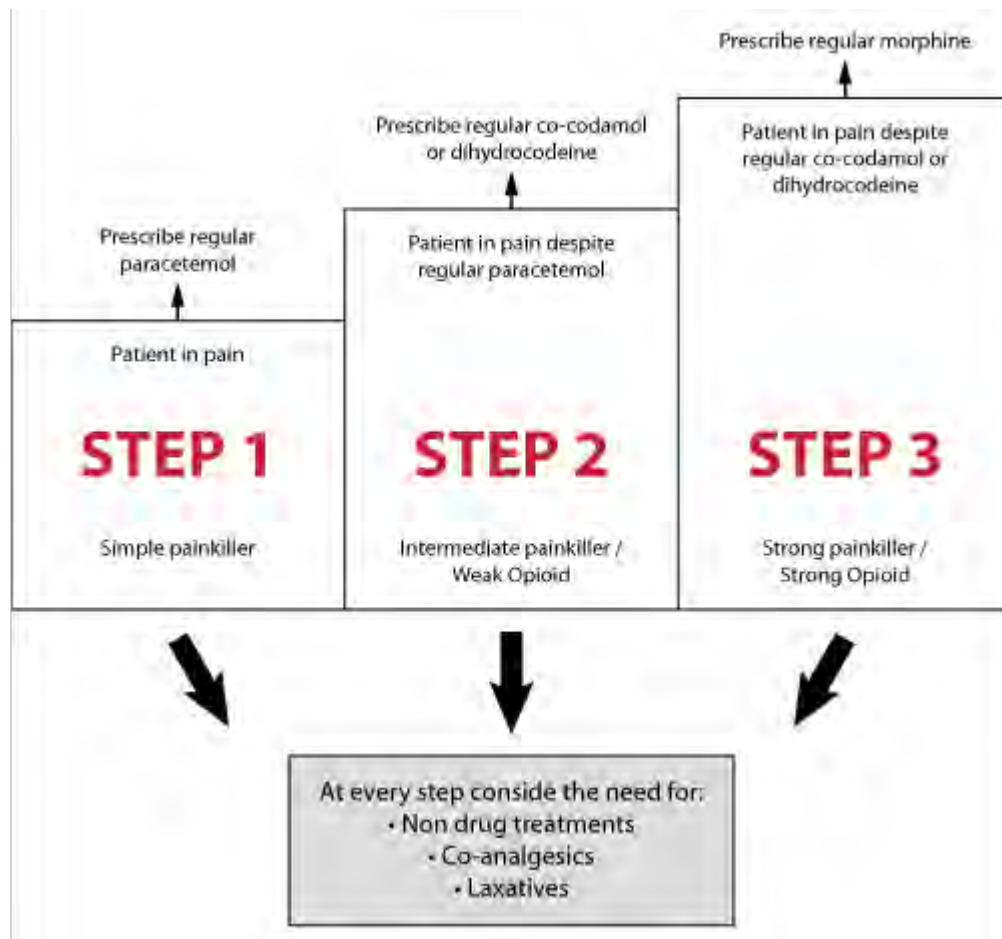 Prescribe regular
paracetemol
Patient in pain
STEP 1
Simple painkiller
Prescribe regular co-codamol
or dihydrocodeine
Patient in pain despite
regular paracetemol
STEP 2
Intermediate painkiller /
Weak Opioid
Prescribe regular morphine
Patient in pain despite
regular co-codamol or
dihydrocodeine
STEP 3
Strong painkiller /
Strong Opioid
At every step conside the need for:
• Non drug treatments
• Co-analgesics
• Laxatives